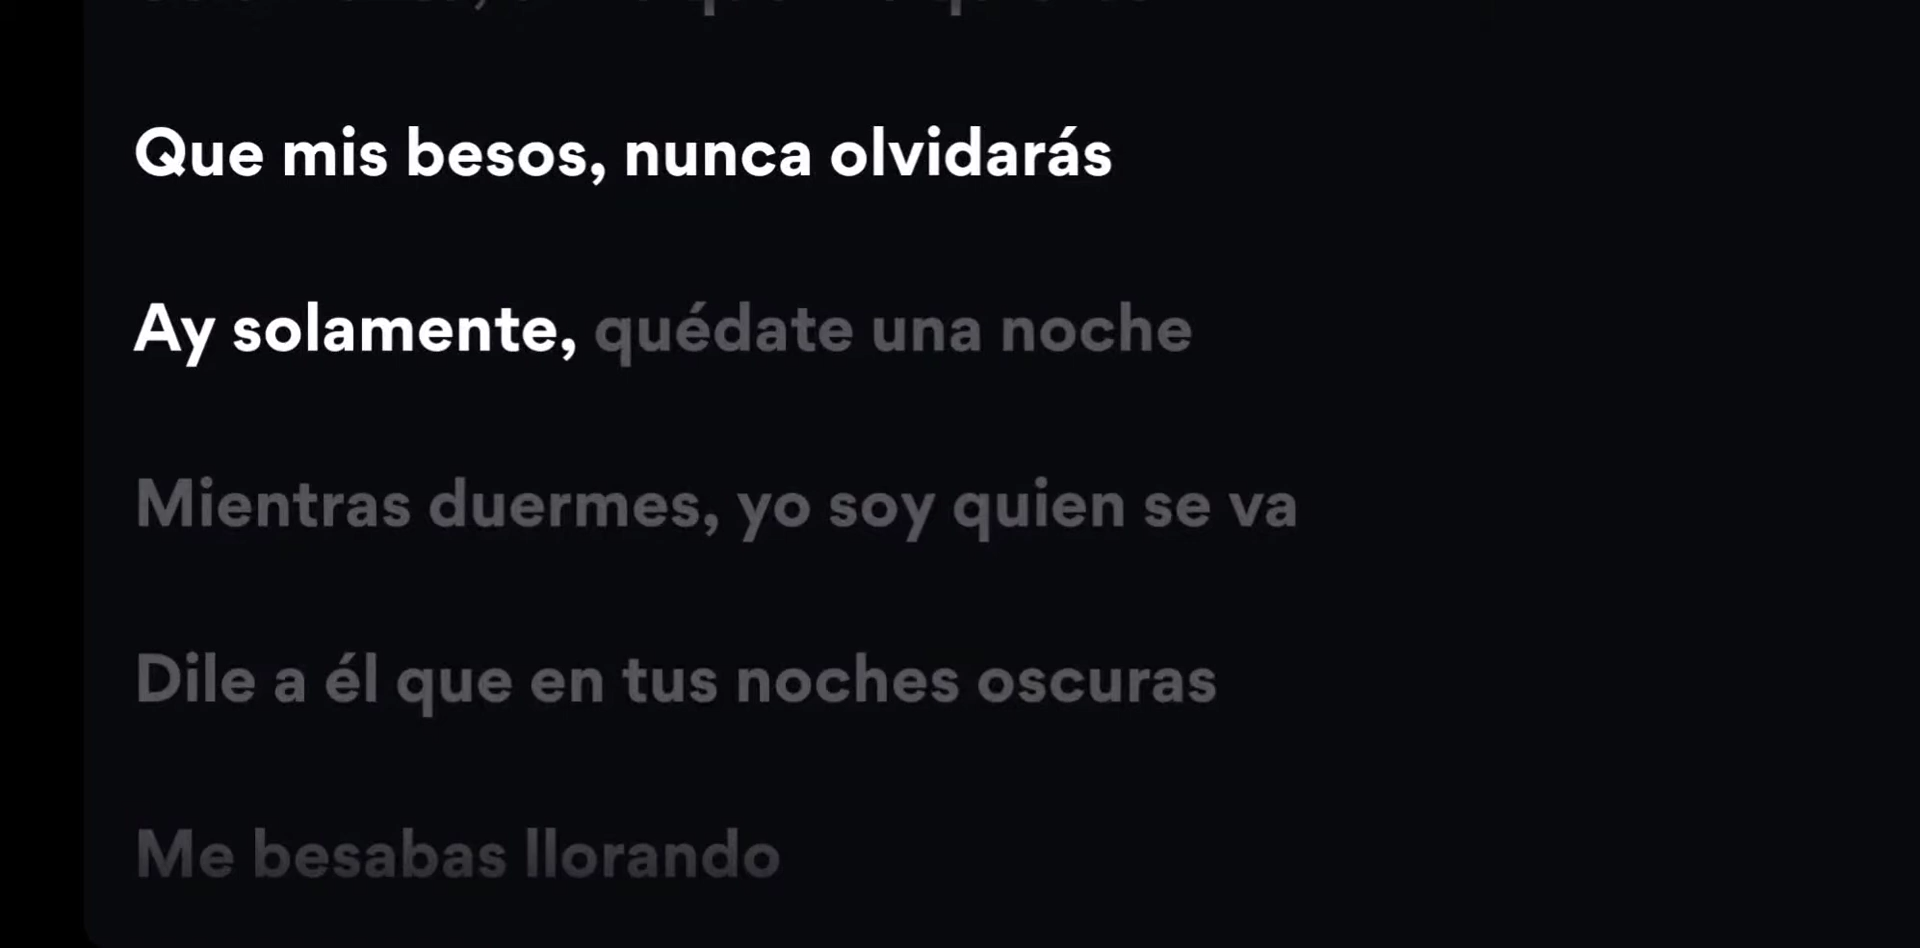 Que mis besos, nunca olvidarás
Ay solamente, quédate una noche
Mientras duermes, yo soy quien se va
Dile a él que en tus noches oscuras
Me besabas llorando